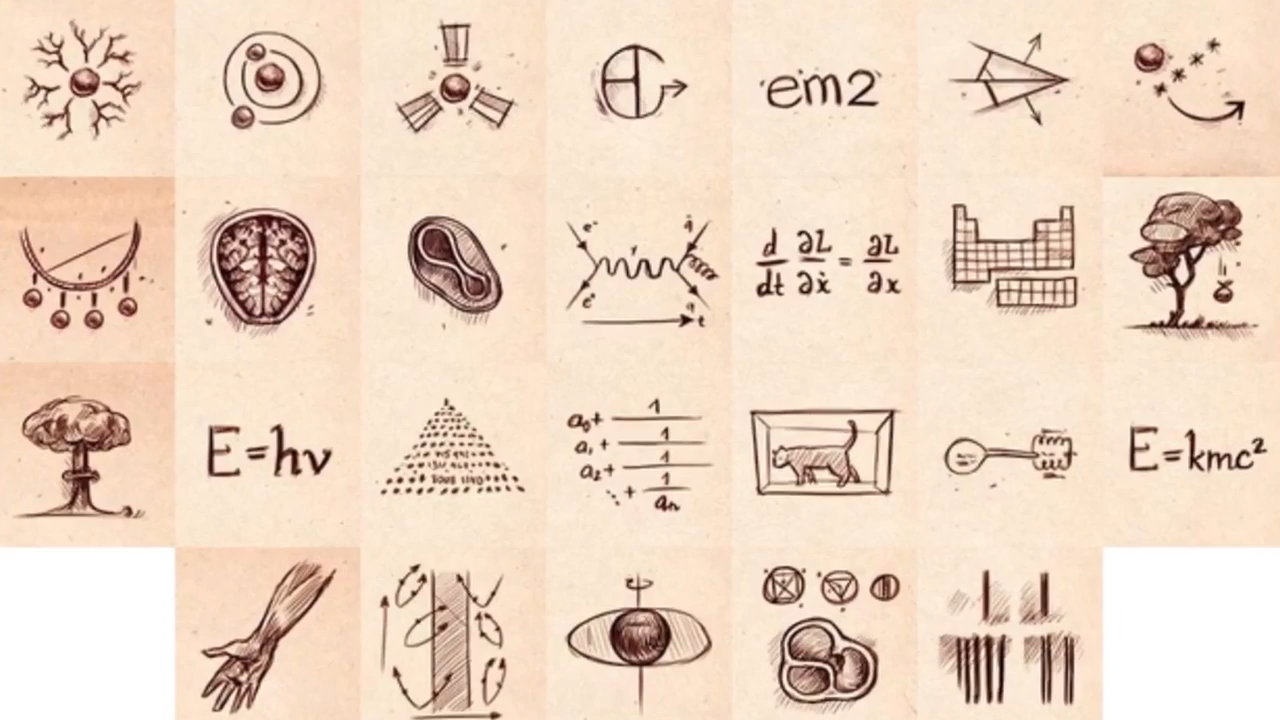 em2
e⁻ γ q̄
e⁺ q
t
d ∂L = ∂L
dt ∂ẋ ∂x
E=hν
a₀+ 1
a₁+ 1
a₂+ 1
⋱ + 1
aₙ
E=kmc²